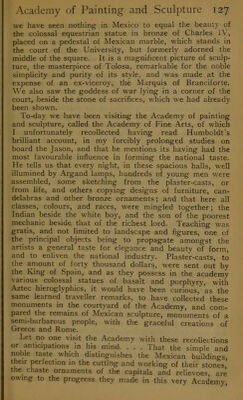 Academy of Painting and Sculpture 127
we have seen nothing in Mexico to equal the beauty of
the colossal equestrian statue in bronze of Charles IV,
placed on a pedestal of Mexican marble, which stands in
the court of the University, but formerly adorned the
middle of the square. It is a magnificent picture of sculp-
ture, the masterpiece of Tolosa, remarkable for the noble
simplicity and purity of its style, and was made at the
expense of an ex-viceroy, the Marquis of Branciforte.
We also saw the goddess of war lying in a corner of the
court, beside the stone of sacrifices, which we had already
been shown.
To-day we have been visiting the Academy of painting
and sculpture, called the Academy of Fine Arts, of which
I unfortunately recollected having read Humboldt's
brilliant account, in my forcibly prolonged studies on
board the Jason, and that he mentions its having had the
most favourable influence in forming the national taste.
He tells us that every night, in these spacious halls, well
illumined by Argand lamps, hundreds of young men were
assembled, some sketching from the plaster-casts, or
from life, and others copying designs of furniture, can-
delabras and other bronze ornaments; and that here all
classes, colours, and races, were mingled together; the
Indian beside the white boy, and the son of the poorest
mechanic beside that of the richest lord. Teaching was
gratis, and not limited to landscape and figures, one of
the principal objects being to propagate amongst the
artists a general taste for elegance and beauty of form,
and to enliven the national industry. Plaster-casts, to
the amount of forty thousand dollars, were sent out by
the King of Spain, and as they possess in the academy
various colossal statues of basalt and porphyry, with
Aztec hieroglyphics, it would have been curious, as the
same learned traveller remarks, to have collected these
monuments in the courtyard of the Academy, and com-
pared the remains of Mexican sculpture, monuments of a
semi-barbarous people, with the graceful creations of
Greece and Rome.
Let no one visit the Academy with these recollections
or anticipations in his mind. . . . That the simple and
noble taste which distinguishes the Mexican buildings,
their perfection in the cutting and working of their stones,
the chaste ornaments of the capitals and relievoes, are
owing to the progress they made in this very Academy,